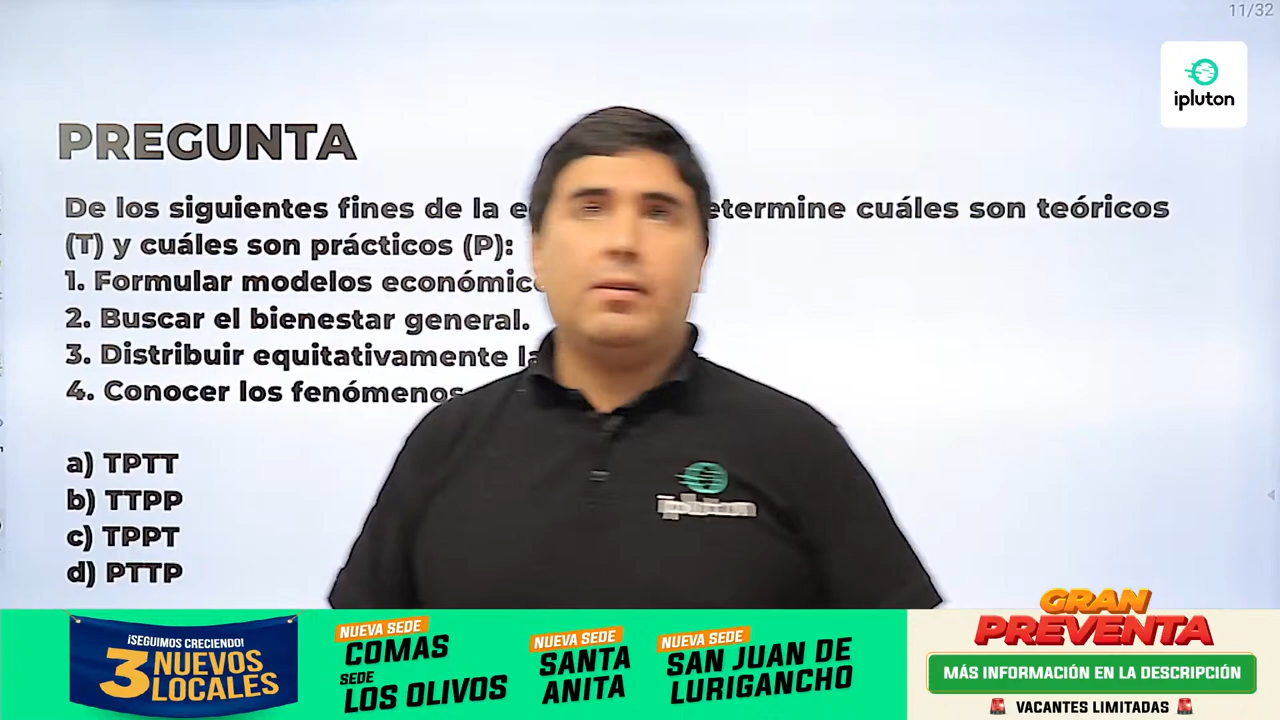 11/32
ipluton
PREGUNTA
De los siguientes fines de la etermine cuáles son teóricos
(T) y cuáles son prácticos (P):
1. Formular modelos económic
2. Buscar el bienestar general.
3. Distribuir equitativamente la
4. Conocer los fenómenos
a) TPTT
b) TTPP
c) TPPT
d) PTTP
ipluton
¡SEGUIMOS CRECIENDO!
3 NUEVOS
LOCALES
NUEVA SEDE
COMAS
SEDE
LOS OLIVOS
NUEVA SEDE
SANTA
ANITA
NUEVA SEDE
SAN JUAN DE
LURIGANCHO
GRAN
PREVENTA
MÁS INFORMACIÓN EN LA DESCRIPCIÓN
VACANTES LIMITADAS